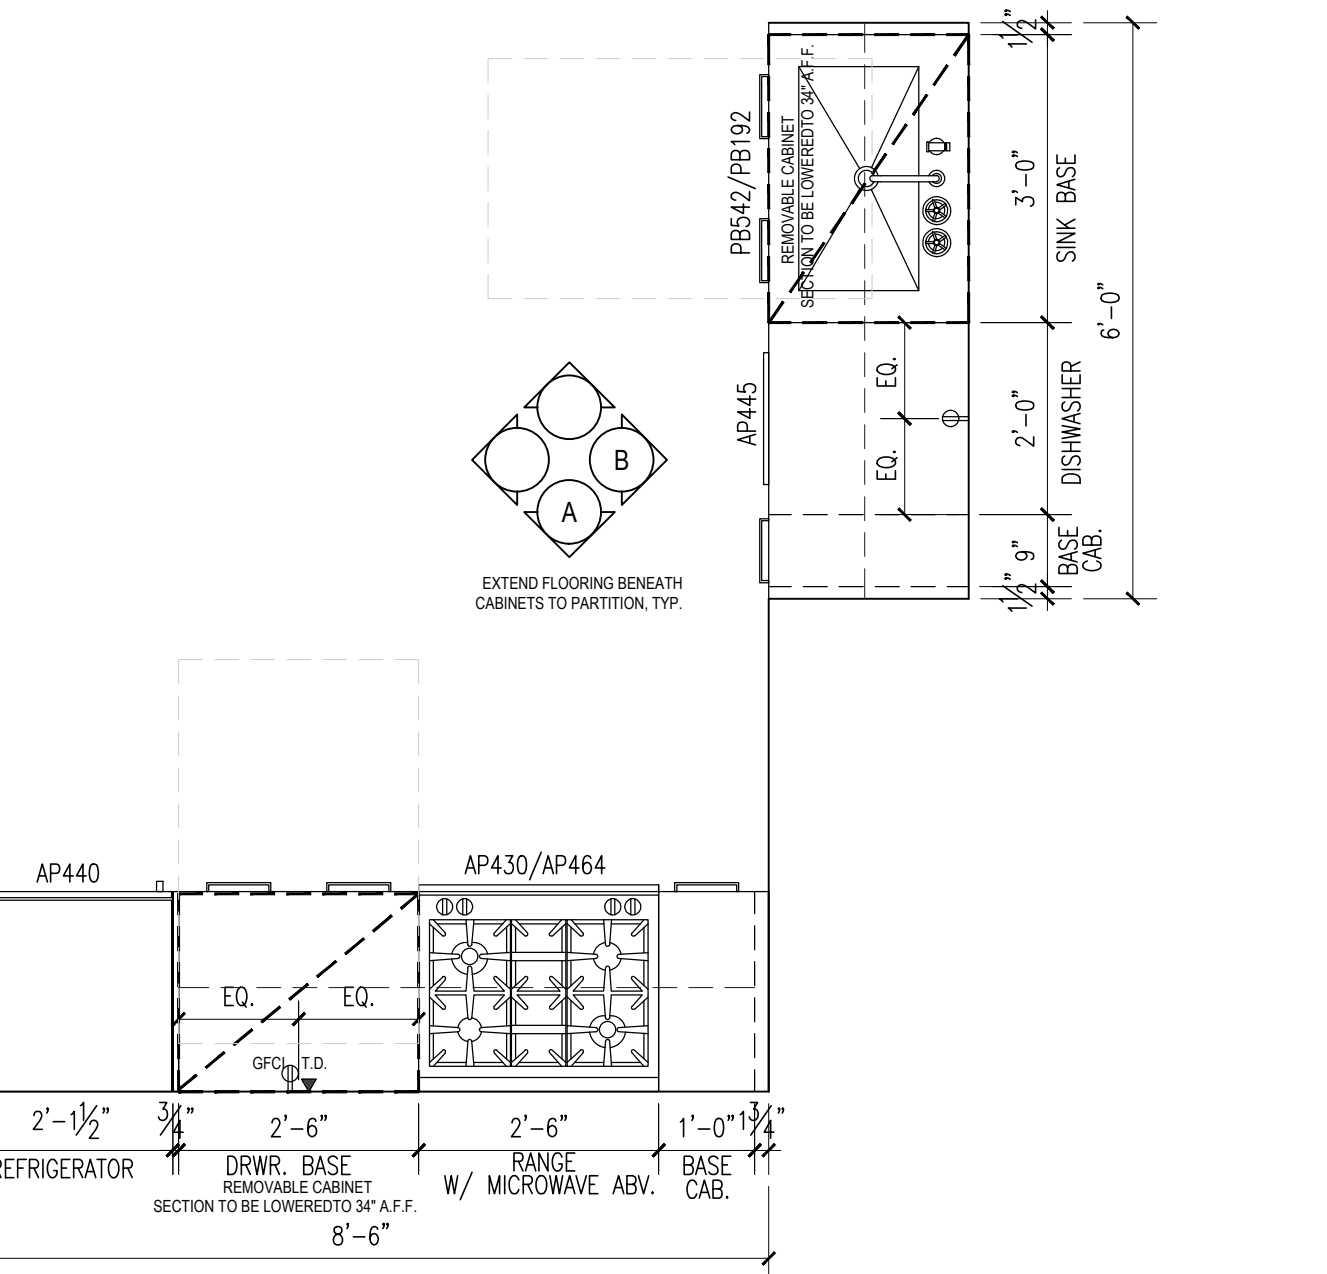 1½"
PB542/PB192
REMOVABLE CABINET
SECTION TO BE LOWEREDTO 34" A.F.F.
3'-0"
SINK BASE
6'-0"
AP445
EQ.
EQ.
2'-0"
DISHWASHER
9"
BASE
CAB.
1½"
B
A
EXTEND FLOORING BENEATH
CABINETS TO PARTITION, TYP.
AP440
AP430/AP464
EQ.
EQ.
GFCI
T.D.
2'-1½"
¾"
2'-6"
2'-6"
1'-0"
1¾"
REFRIGERATOR
DRWR. BASE
REMOVABLE CABINET
SECTION TO BE LOWEREDTO 34" A.F.F.
RANGE
W/ MICROWAVE ABV.
BASE
CAB.
8'-6"